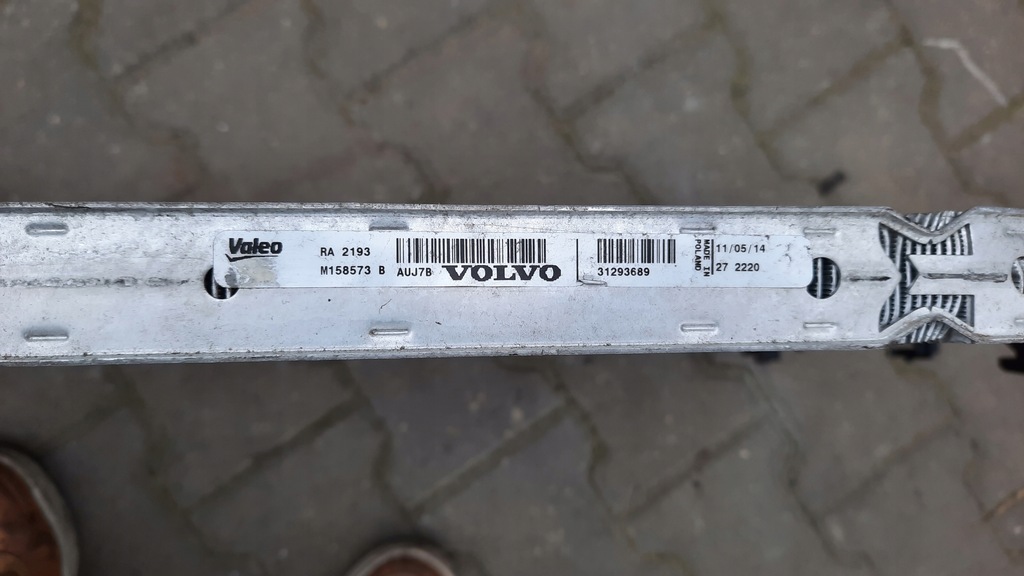 Valeo
RA 2193
M158573 B
AUJ7B VOLVO
31293689
MADE IN
POLAND
11/05/14
27 2220